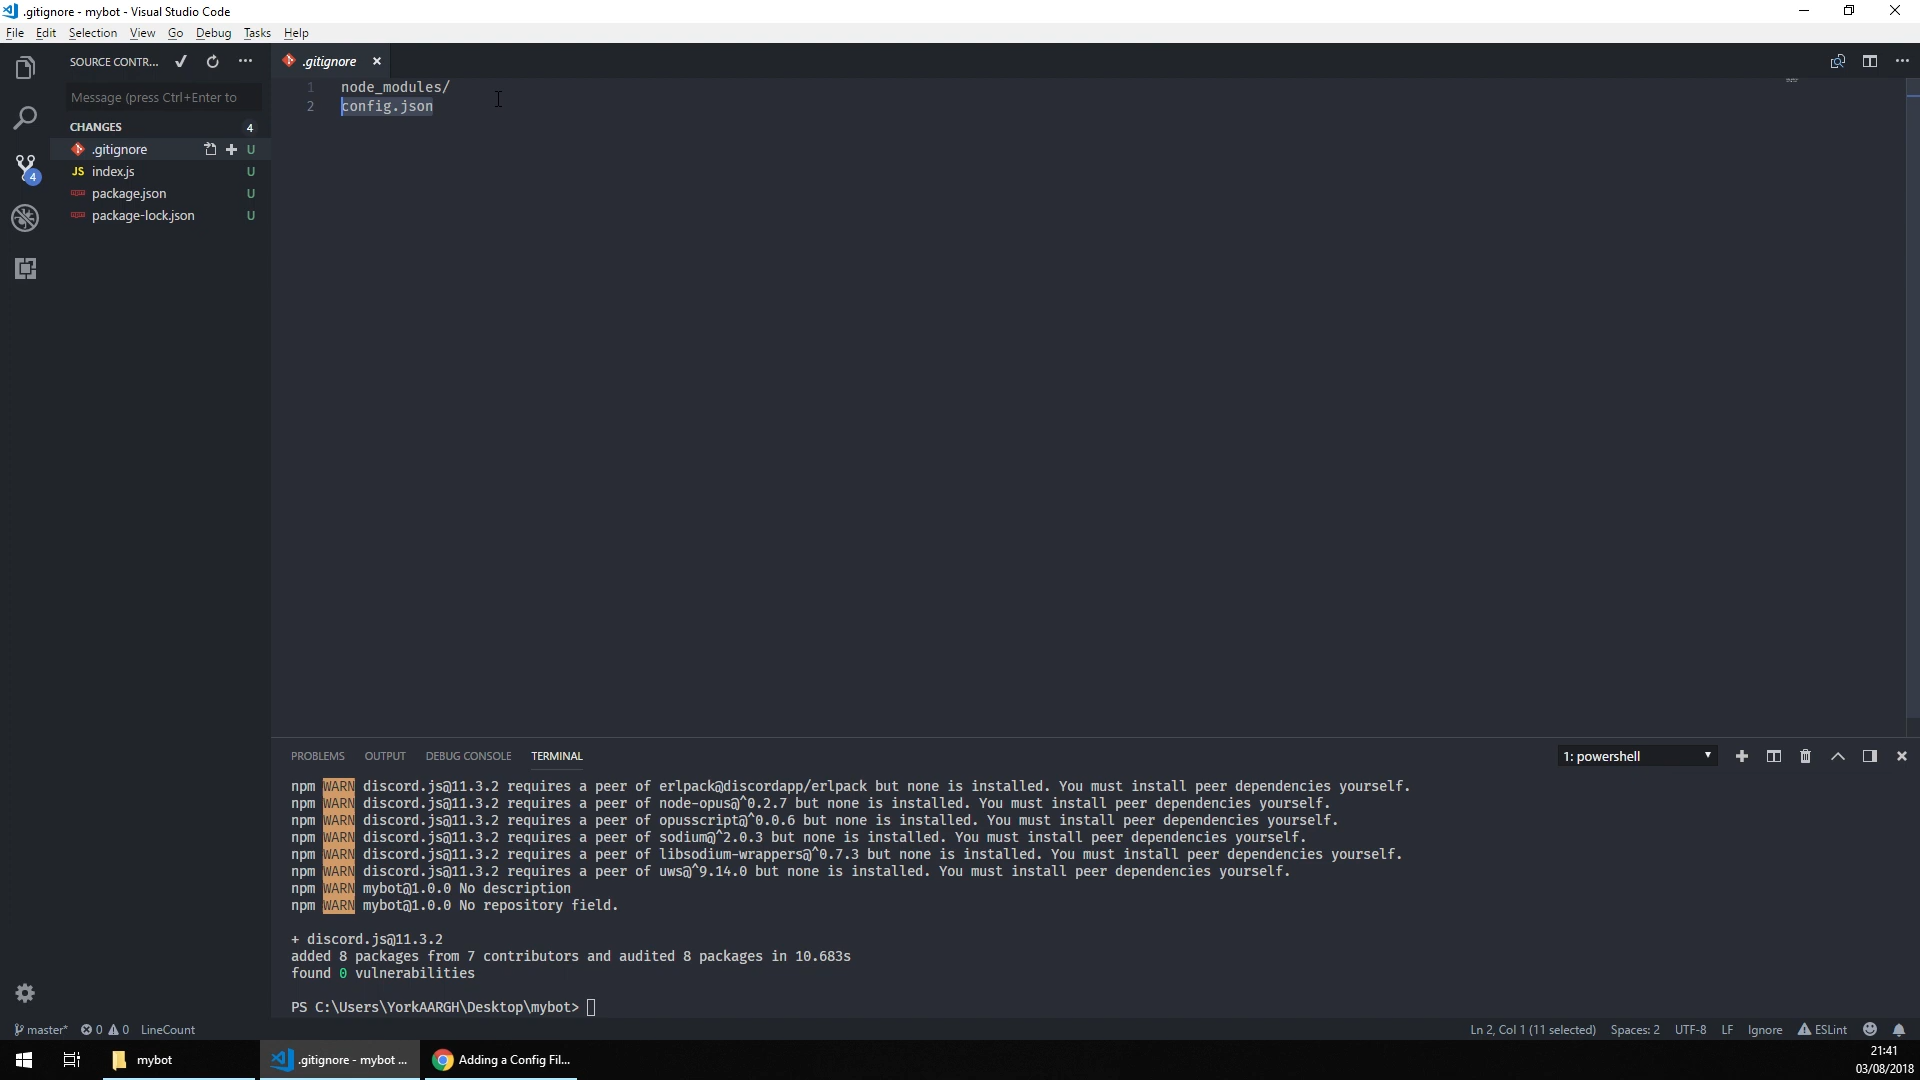 .gitignore - mybot - Visual Studio Code
File Edit Selection View Go Debug Tasks Help
SOURCE CONTR...
.gitignore
Message (press Ctrl+Enter to
CHANGES 4
.gitignore U
JS index.js U
package.json U
package-lock.json U
4
1 node_modules/
2 config.json
PROBLEMS OUTPUT DEBUG CONSOLE TERMINAL
1: powershell
npm WARN discord.js@11.3.2 requires a peer of erlpack@discordapp/erlpack but none is installed. You must install peer dependencies yourself.
npm WARN discord.js@11.3.2 requires a peer of node-opus@^0.2.7 but none is installed. You must install peer dependencies yourself.
npm WARN discord.js@11.3.2 requires a peer of opusscript@^0.0.6 but none is installed. You must install peer dependencies yourself.
npm WARN discord.js@11.3.2 requires a peer of sodium@^2.0.3 but none is installed. You must install peer dependencies yourself.
npm WARN discord.js@11.3.2 requires a peer of libsodium-wrappers@^0.7.3 but none is installed. You must install peer dependencies yourself.
npm WARN discord.js@11.3.2 requires a peer of uws@^9.14.0 but none is installed. You must install peer dependencies yourself.
npm WARN mybot@1.0.0 No description
npm WARN mybot@1.0.0 No repository field.
+ discord.js@11.3.2
added 8 packages from 7 contributors and audited 8 packages in 10.683s
found 0 vulnerabilities
PS C:\Users\YorkAARGH\Desktop\mybot>
master* 0 0 LineCount
Ln 2, Col 1 (11 selected) Spaces: 2 UTF-8 LF Ignore ESLint
mybot
.gitignore - mybot ...
Adding a Config Fil...
21:41
03/08/2018